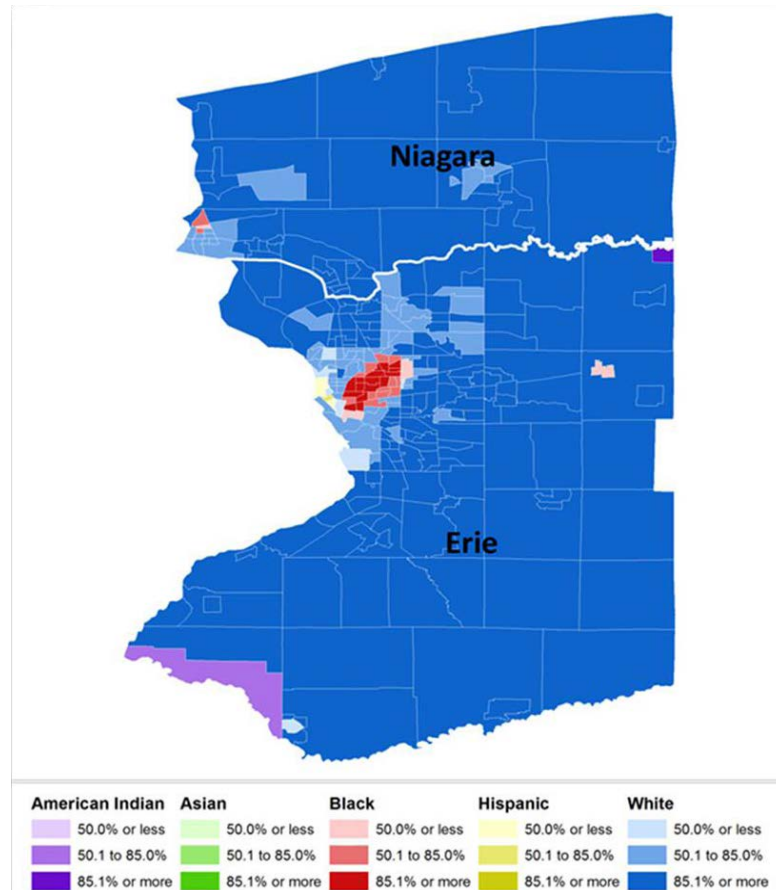 Niagara
Erie
American Indian Asian Black Hispanic White
50.0% or less 50.0% or less 50.0% or less 50.0% or less 50.0% or less
50.1 to 85.0% 50.1 to 85.0% 50.1 to 85.0% 50.1 to 85.0% 50.1 to 85.0%
85.1% or more 85.1% or more 85.1% or more 85.1% or more 85.1% or more